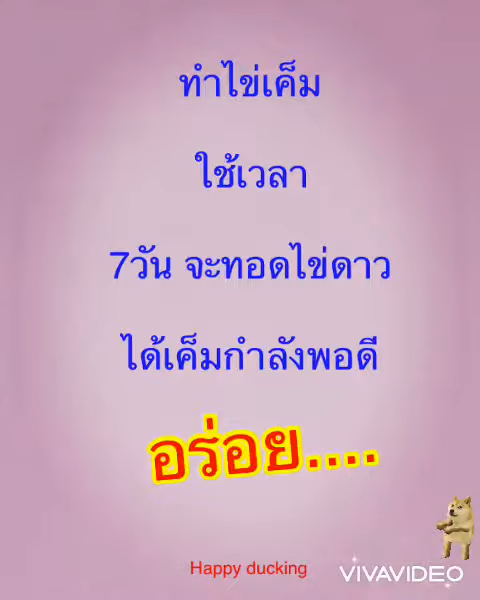 ทำไข่เค็ม
ใช้เวลา
7วัน จะทอดไข่ดาว
ได้เค็มกำลังพอดี
อร่อย....
Happy ducking
VIVAVIDEO